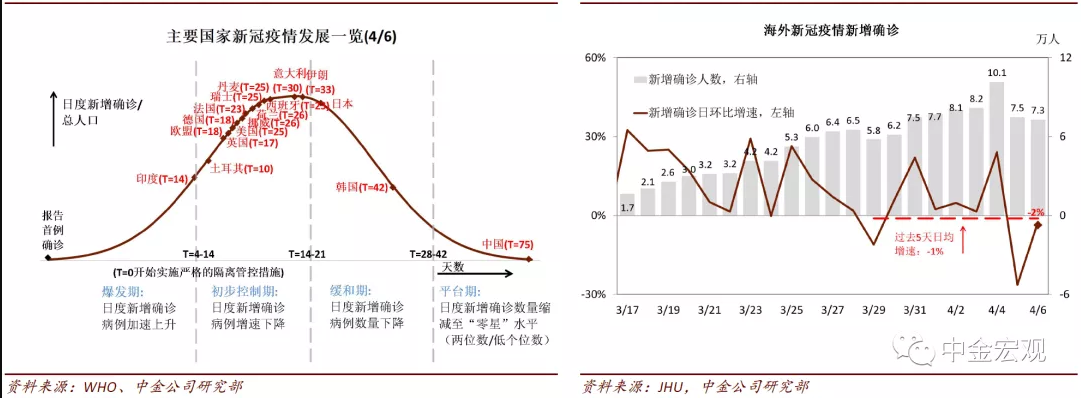 主要国家新冠疫情发展一览(4/6)
日度新增确诊/
总人口
意大利
伊朗
(T=30)
(T=33)
丹麦(T=25)
瑞士(T=25)
法国(T=23)
德国(T=18)
欧盟(T=18)
日本
西班牙(T=23)
荷兰(T=26)
挪威(T=26)
美国(T=25)
英国(T=17)
土耳其(T=10)
印度(T=14)
韩国(T=42)
中国(T=75)
报告
首例
确诊
T=4-14
T=14-21
T=28-42
天数
(T=0开始实施严格的隔离管控措施)
爆发期:
日度新增确诊
病例加速上升
初步控制期:
日度新增确诊
病例增速下降
缓和期:
日度新增确诊
病例数量下降
平台期:
日度新增确诊数量缩
减至“零星”水平
(两位数/低个位数)
资料来源:WHO、中金公司研究部
海外新冠疫情新增确诊
万人
60%
30%
0%
-30%
12
6
0
-6
新增确诊人数,右轴
新增确诊日环比增速,左轴
1.7
2.1
2.6
3.0
3.2
3.2
4.2
4.2
5.3
6.0
6.4
6.5
5.8
6.2
7.5
7.7
8.1
8.2
10.1
7.5
7.3
-2%
过去5天日均
增速:-1%
3/17
3/19
3/21
3/23
3/25
3/27
3/29
3/31
4/2
4/4
4/6
中金宏观
资料来源:JHU,中金公司研究部